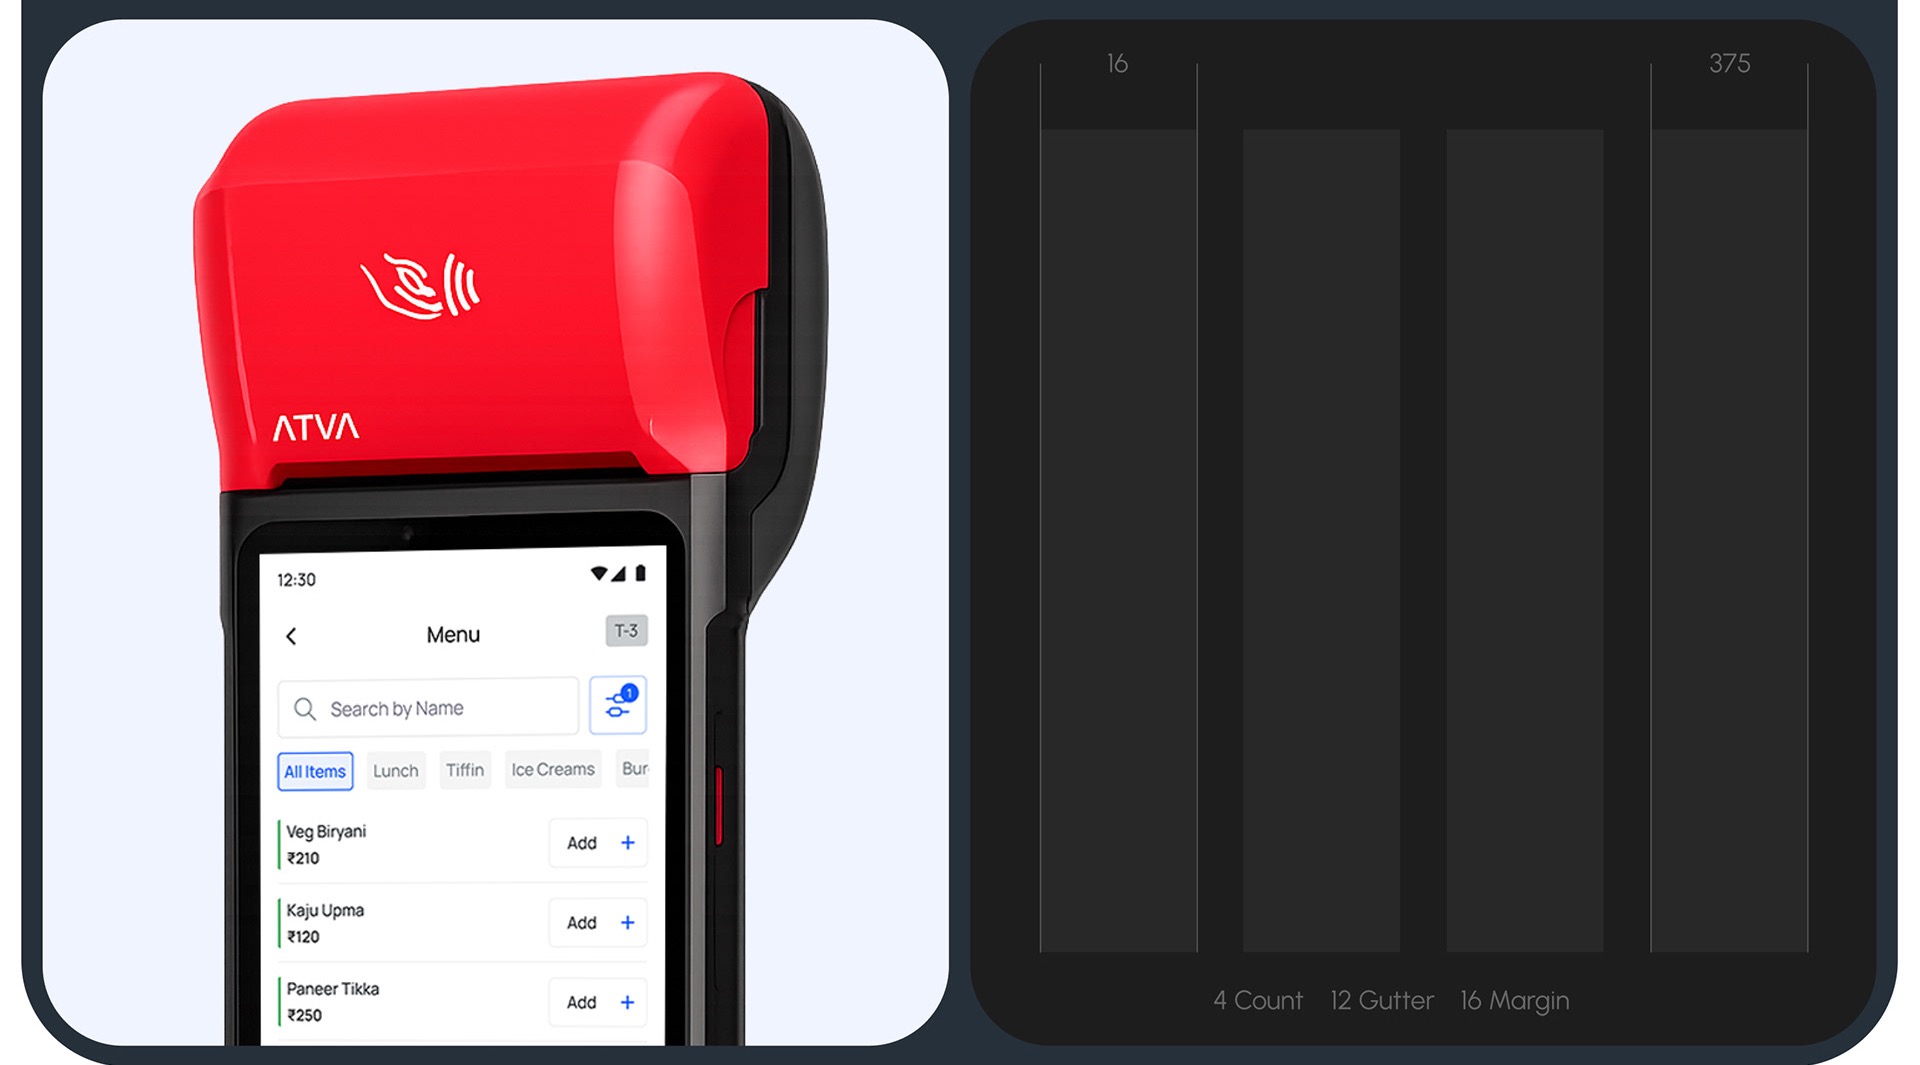 ATVA
12:30
Menu
T-3
Search by Name
1
All Items
Lunch
Tiffin
Ice Creams
Bur
Veg Biryani
₹210
Add +
Kaju Upma
₹120
Add +
Paneer Tikka
₹250
Add +
16
375
4 Count
12 Gutter
16 Margin